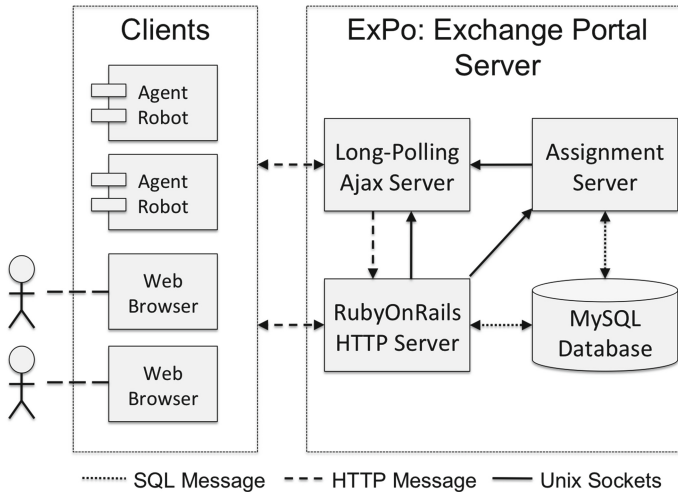 Clients
Agent
Robot
Agent
Robot
Web
Browser
Web
Browser
ExPo: Exchange Portal
Server
Long-Polling
Ajax Server
Assignment
Server
RubyOnRails
HTTP Server
MySQL
Database
SQL Message
HTTP Message
Unix Sockets